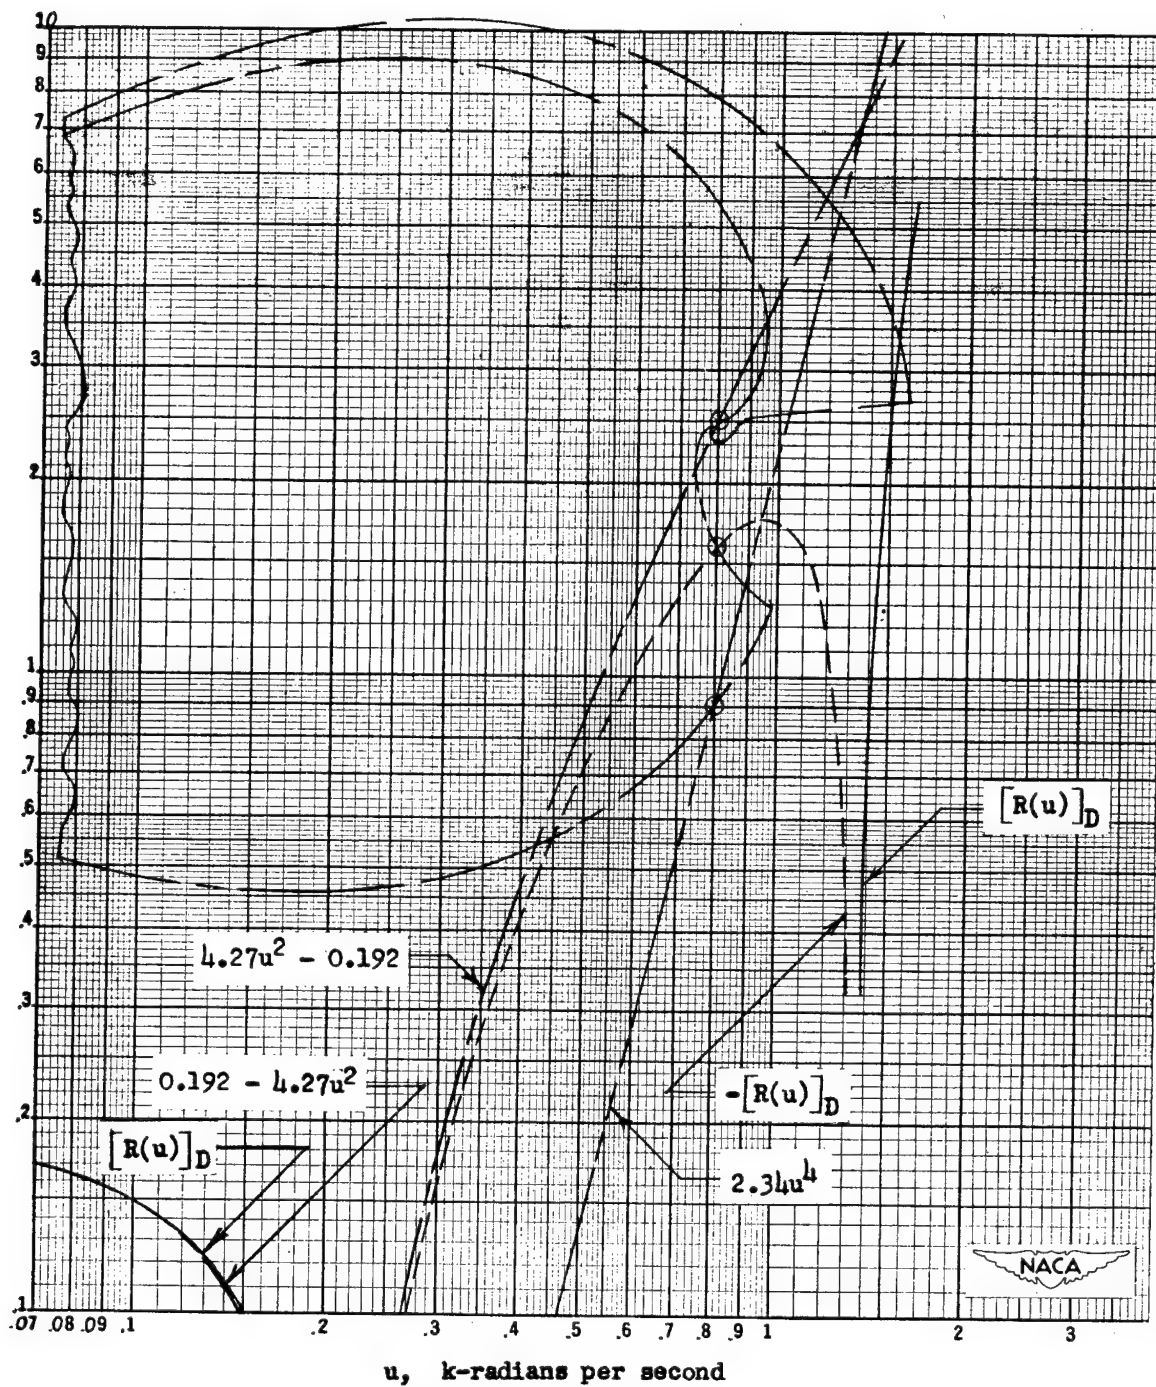 10
9
8
7
6
5
4
3
2
1
.9
.8
.7
.6
.5
.4
.3
.2
.1
[R(u)]D
4.27u² - 0.192
0.192 - 4.27u²
-[R(u)]D
[R(u)]D
2.34u⁴
NACA
.07 .08 .09 .1 .2 .3 .4 .5 .6 .7 .8 .9 1 2 3
u, k-radians per second